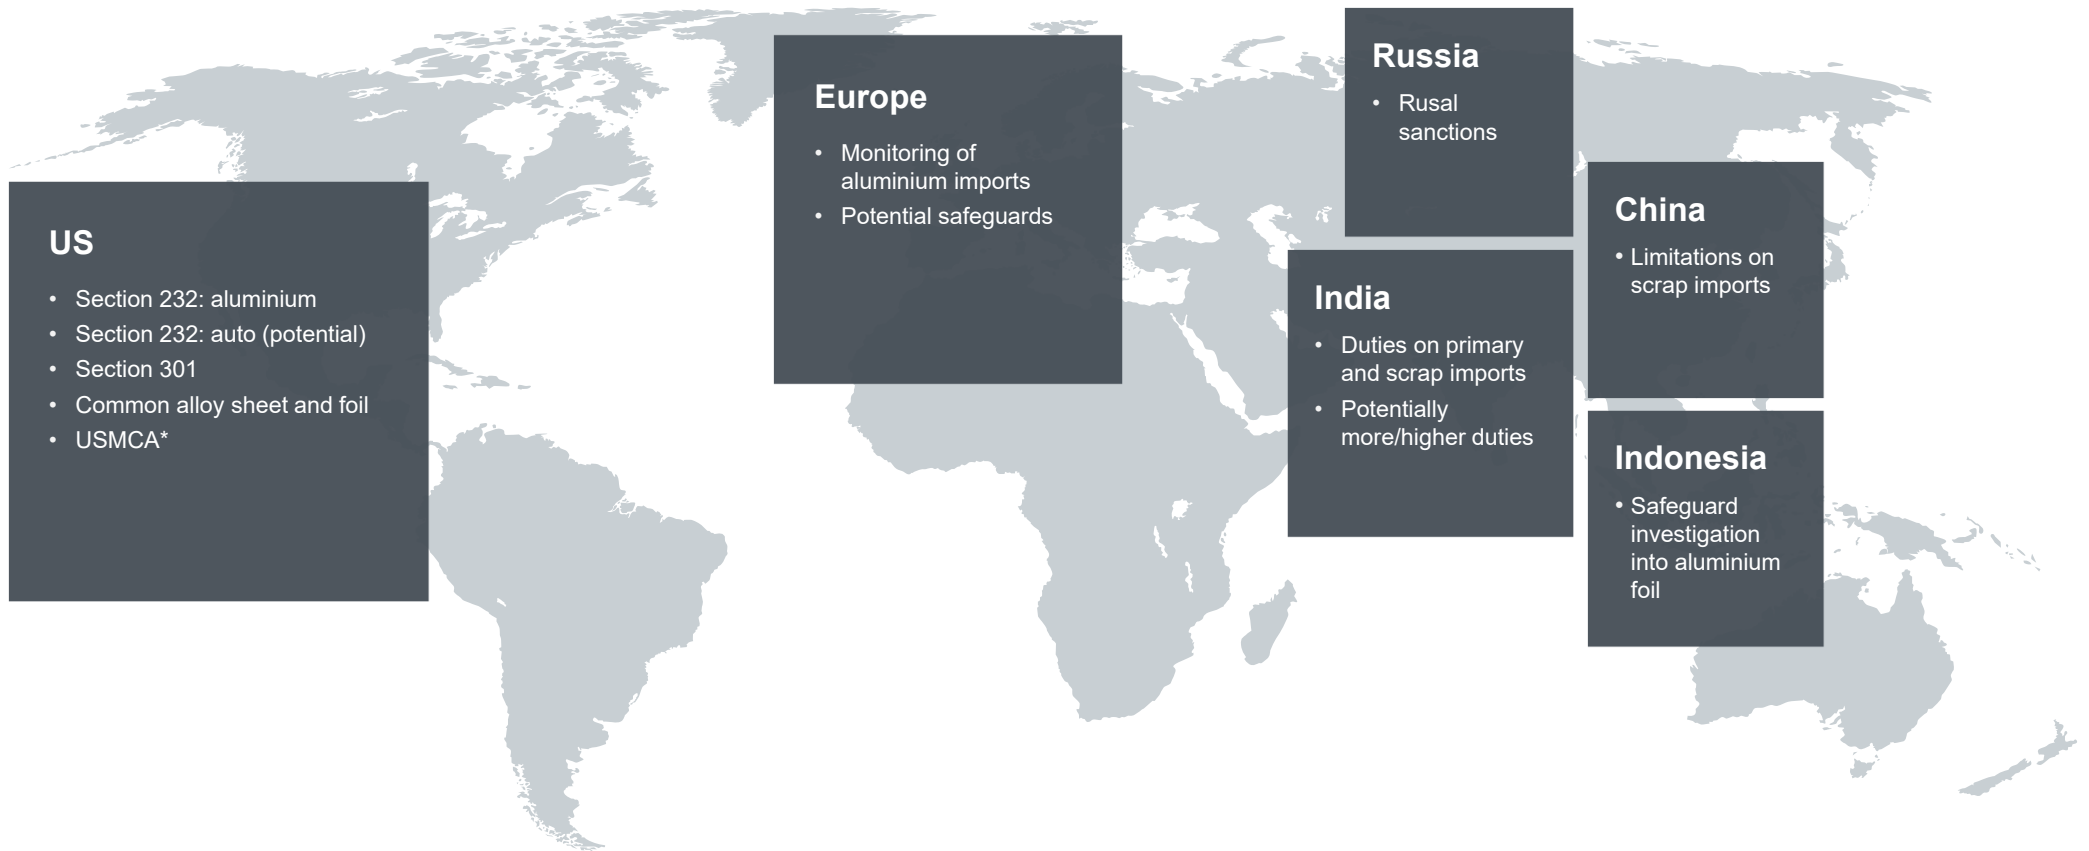 US
• Section 232: aluminium
• Section 232: auto (potential)
• Section 301
• Common alloy sheet and foil
• USMCA*
Europe
• Monitoring of
aluminium imports
• Potential safeguards
Russia
• Rusal
sanctions
India
• Duties on primary
and scrap imports
• Potentially
more/higher duties
China
• Limitations on
scrap imports
Indonesia
• Safeguard
investigation
into aluminium
foil